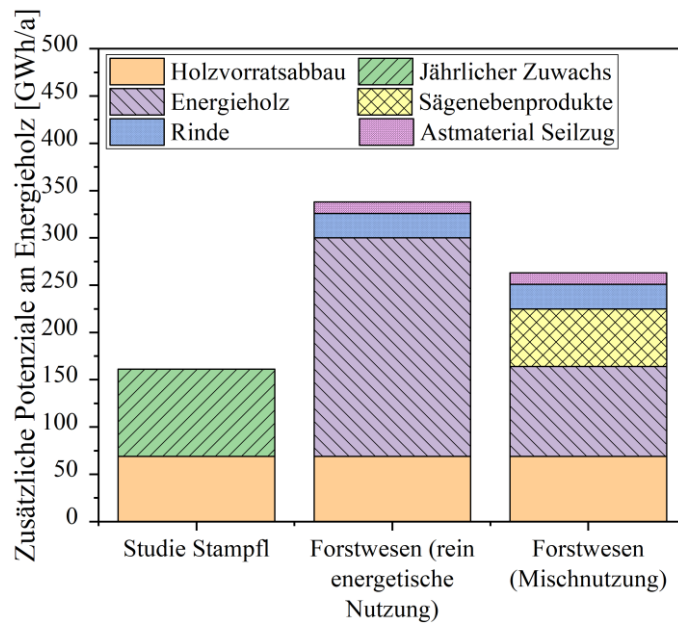 Zusätzliche Potenziale an Energieholz [GWh/a]
500
450
400
350
300
250
200
150
100
50
0
Holzvorratsabbau
Jährlicher Zuwachs
Energieholz
Sägenebenprodukte
Rinde
Astmaterial Seilzug
Studie Stampfl
Forstwesen (rein
energetische
Nutzung)
Forstwesen
(Mischnutzung)